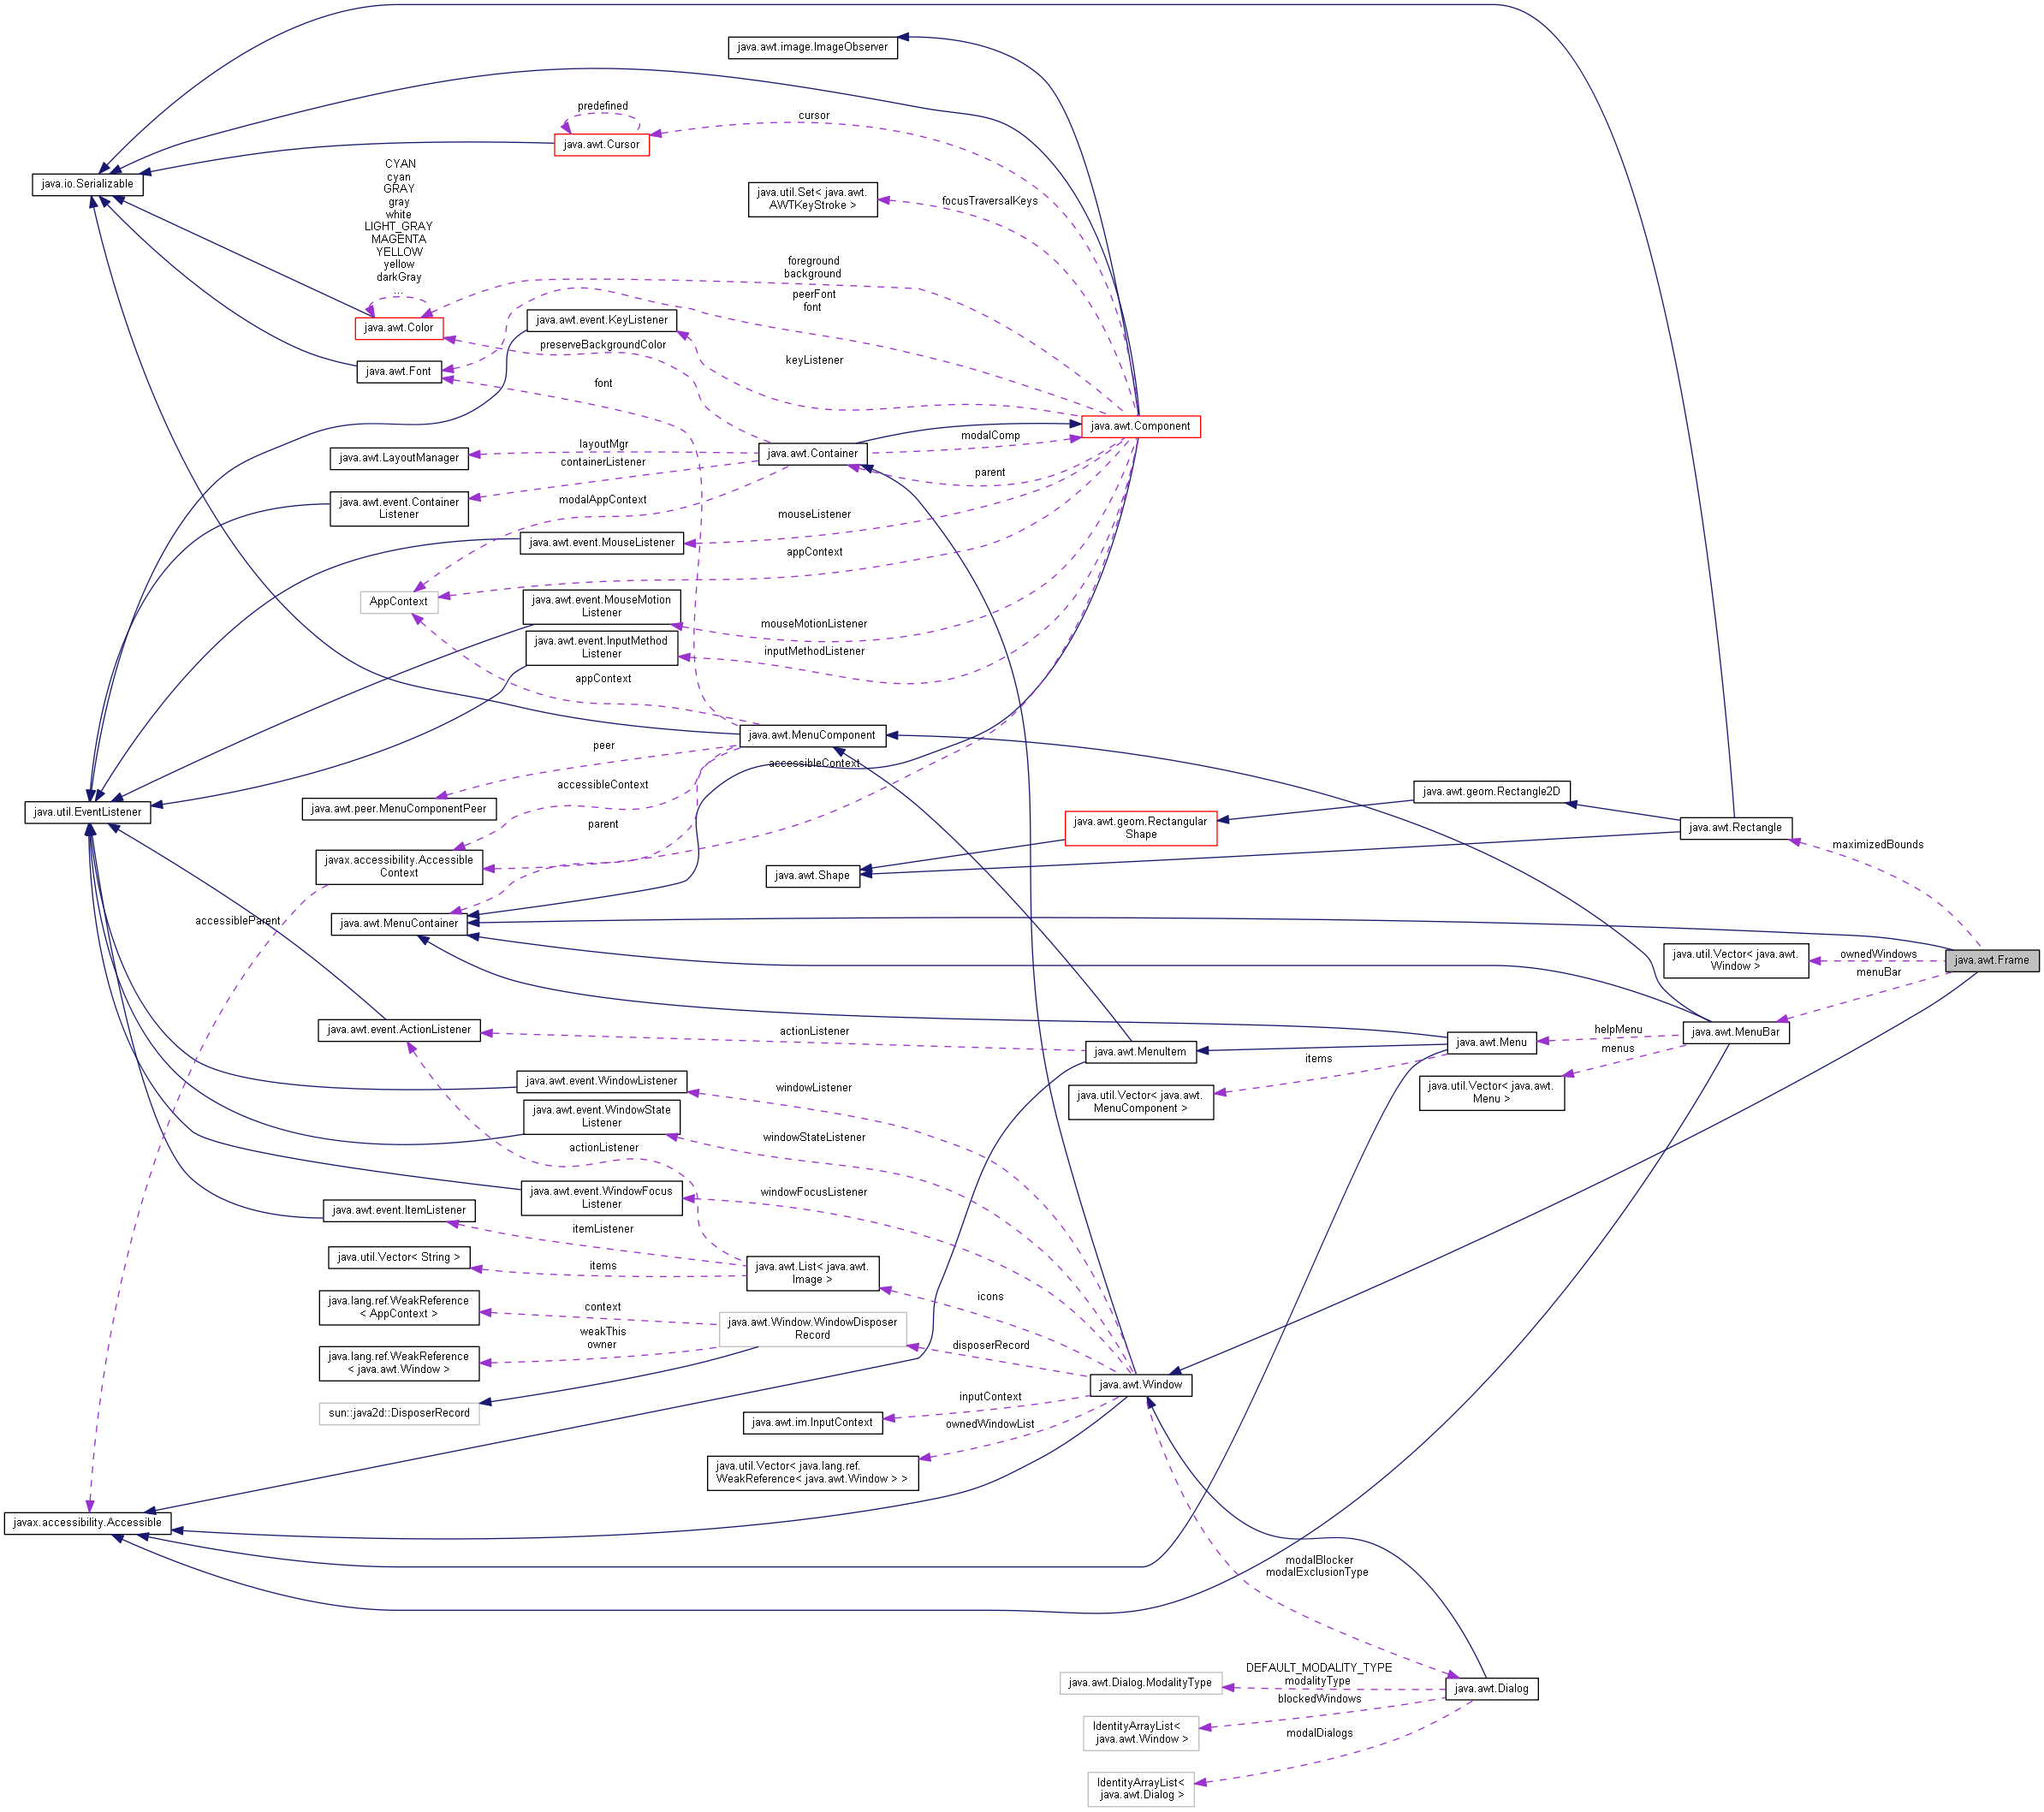 java.awt.image.ImageObserver
predefined
cursor
java.awt.Cursor
java.io.Serializable
CYAN
cyan
GRAY
gray
white
LIGHT_GRAY
MAGENTA
YELLOW
yellow
darkGray
...
java.util.Set< java.awt.
AWTKeyStroke >
focusTraversalKeys
foreground
background
peerFont
font
java.awt.Color
java.awt.event.KeyListener
preserveBackgroundColor
keyListener
java.awt.Font
font
java.awt.Component
layoutMgr
modalComp
java.awt.LayoutManager
java.awt.Container
containerListener
parent
java.awt.event.Container
Listener
modalAppContext
mouseListener
java.awt.event.MouseListener
appContext
AppContext
java.awt.event.MouseMotion
Listener
mouseMotionListener
java.awt.event.InputMethod
Listener
inputMethodListener
appContext
java.awt.MenuComponent
peer
accessibleContext
accessibleContext
java.awt.peer.MenuComponentPeer
java.util.EventListener
java.awt.geom.Rectangle2D
parent
java.awt.geom.Rectangular
Shape
java.awt.Rectangle
maximizedBounds
javax.accessibility.Accessible
Context
java.awt.Shape
accessibleParent
java.awt.MenuContainer
java.util.Vector< java.awt.
Window >
ownedWindows
java.awt.Frame
menuBar
java.awt.event.ActionListener
actionListener
java.awt.MenuItem
java.awt.Menu
helpMenu
java.awt.MenuBar
items
menus
java.awt.event.WindowListener
windowListener
java.util.Vector< java.awt.
MenuComponent >
java.util.Vector< java.awt.
Menu >
java.awt.event.WindowState
Listener
windowStateListener
actionListener
java.awt.event.WindowFocus
Listener
windowFocusListener
java.awt.event.ItemListener
itemListener
java.util.Vector< String >
items
java.awt.List< java.awt.
Image >
icons
java.lang.ref.WeakReference
< AppContext >
context
java.awt.Window.WindowDisposer
Record
weakThis
owner
disposerRecord
java.lang.ref.WeakReference
< java.awt.Window >
java.awt.Window
sun::java2d::DisposerRecord
inputContext
java.awt.im.InputContext
ownedWindowList
java.util.Vector< java.lang.ref.
WeakReference< java.awt.Window > >
javax.accessibility.Accessible
modalBlocker
modalExclusionType
DEFAULT_MODALITY_TYPE
modalityType
java.awt.Dialog.ModalityType
java.awt.Dialog
blockedWindows
IdentityArrayList<
java.awt.Window >
modalDialogs
IdentityArrayList<
java.awt.Dialog >